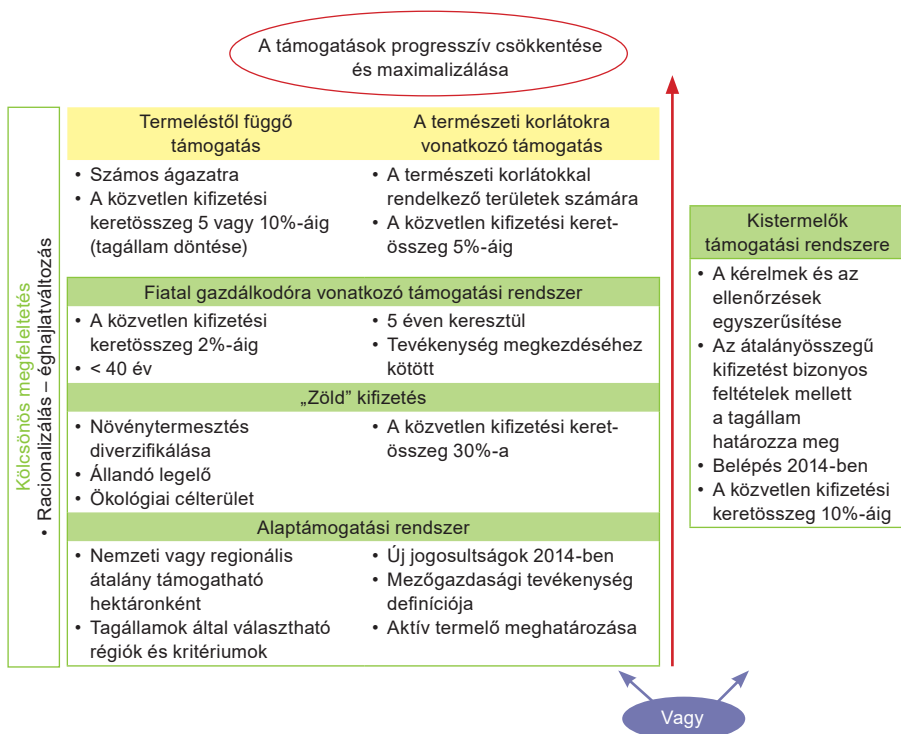 A támogatások progresszív csökkentése
és maximalizálása
Kölcsönös megfeleltetés
• Racionalizálás – éghajlatváltozás
Termeléstől függő
támogatás
• Számos ágazatra
• A közvetlen kifizetési
keretösszeg 5 vagy 10%-áig
(tagállam döntése)
A természeti korlátokra
vonatkozó támogatás
• A természeti korlátokkal
rendelkező területek számára
• A közvetlen kifizetési keret-
összeg 5%-áig
Fiatal gazdálkodóra vonatkozó támogatási rendszer
• A közvetlen kifizetési
keretösszeg 2%-áig
• < 40 év
• 5 éven keresztül
• Tevékenység megkezdéséhez
kötött
„Zöld” kifizetés
• Növénytermesztés
diverzifikálása
• Állandó legelő
• Ökológiai célterület
• A közvetlen kifizetési keret-
összeg 30%-a
Alaptámogatási rendszer
• Nemzeti vagy regionális
átalány támogatható
hektáronként
• Tagállamok által választható
régiók és kritériumok
• Új jogosultságok 2014-ben
• Mezőgazdasági tevékenység
definíciója
• Aktív termelő meghatározása
Kistermelők
támogatási rendszere
• A kérelmek és az
ellenőrzések
egyszerűsítése
• Az átalányösszegű
kifizetést bizonyos
feltételek mellett
a tagállam
határozza meg
• Belépés 2014-ben
• A közvetlen kifizetési
keretösszeg 10%-áig
Vagy